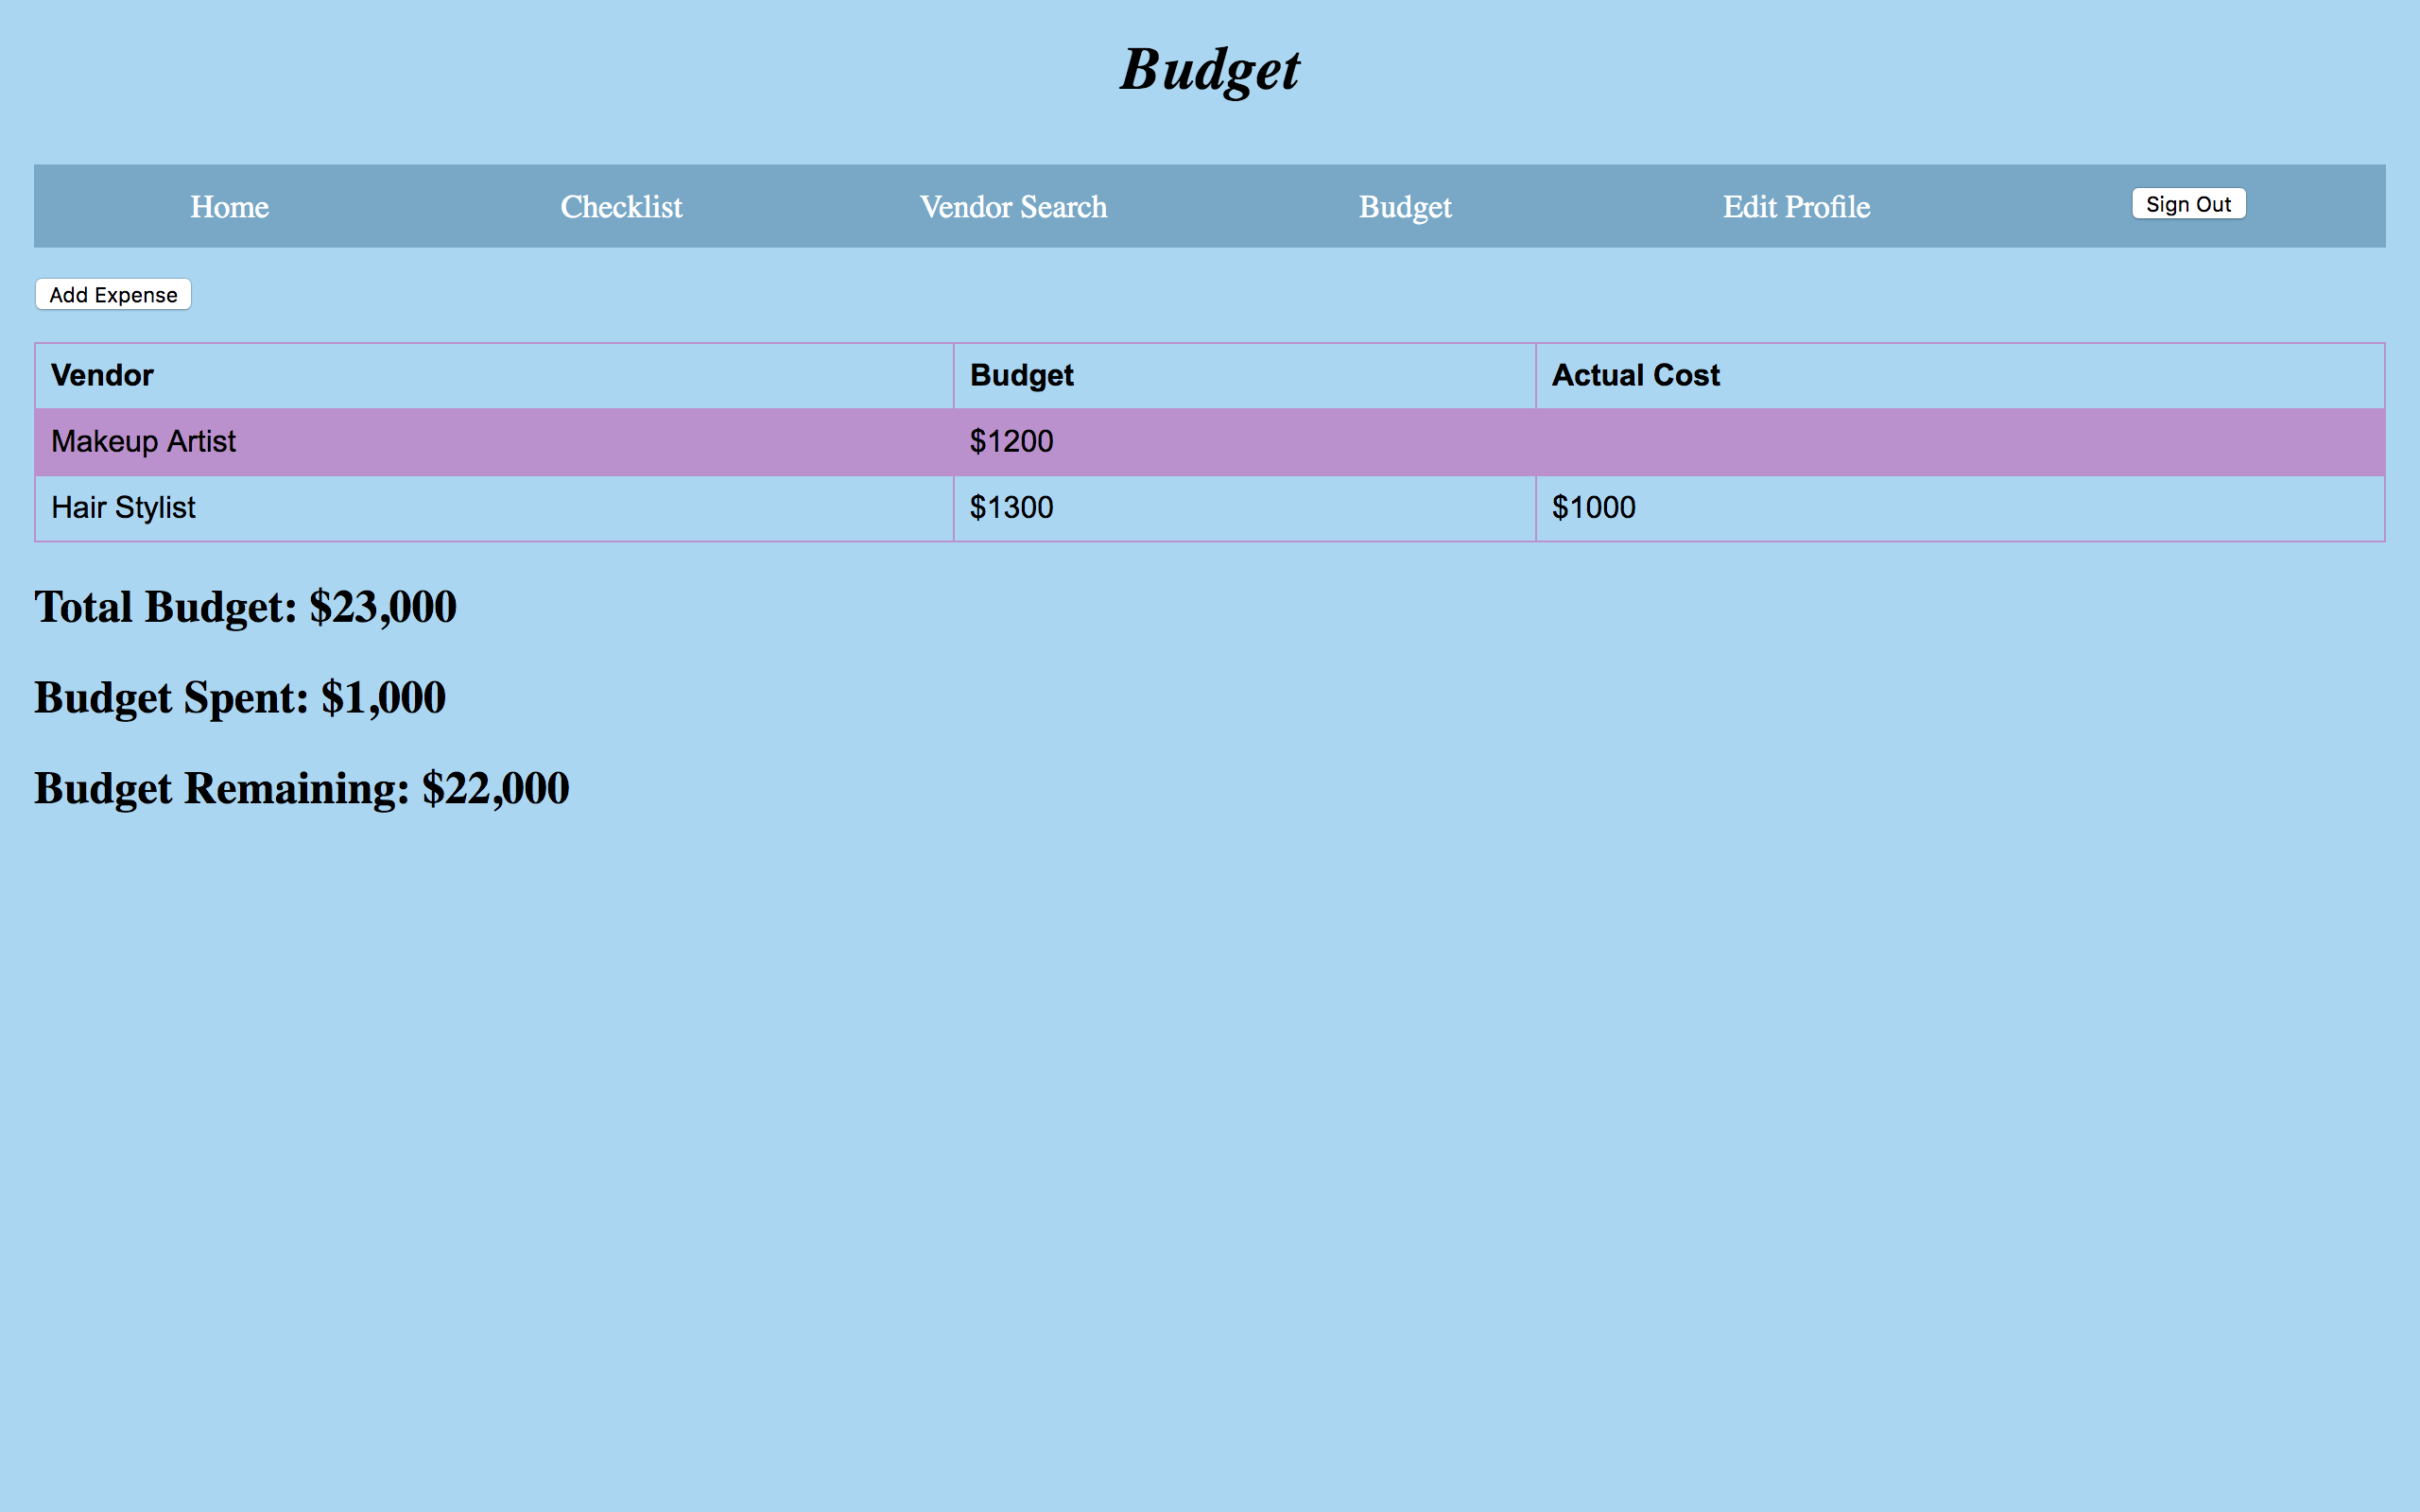 Budget
Home Checklist Vendor Search Budget Edit Profile Sign Out
Add Expense
Vendor Budget Actual Cost
Makeup Artist $1200
Hair Stylist $1300 $1000
Total Budget: $23,000
Budget Spent: $1,000
Budget Remaining: $22,000